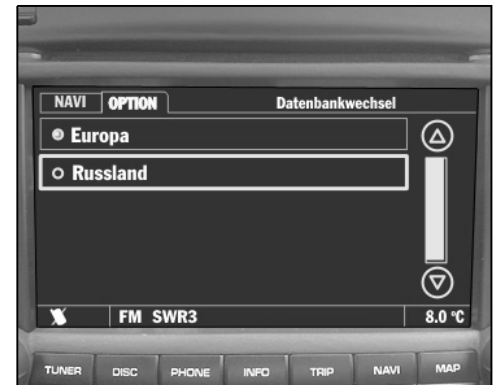 NAVI OPTION Datenbankwechsel
Europa
Russland
FM SWR3 8.0 °C
TUNER DISC PHONE INFO TRIP NAVI MAP